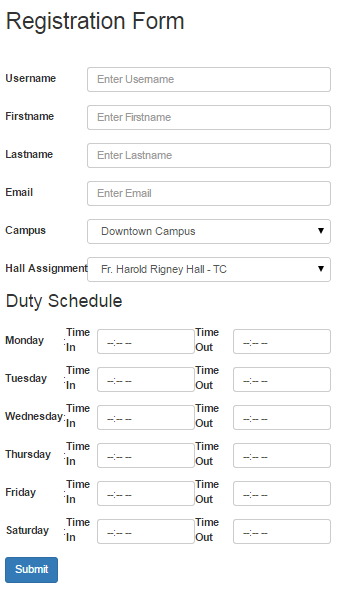 Registration Form
Username Enter Username
Firstname Enter Firstname
Lastname Enter Lastname
Email Enter Email
Campus Downtown Campus
Hall Assignment Fr. Harold Rigney Hall - TC
Duty Schedule
Monday : Time In --:-- -- Time Out --:-- --
Tuesday : Time In --:-- -- Time Out --:-- --
Wednesday: Time In --:-- -- Time Out --:-- --
Thursday : Time In --:-- -- Time Out --:-- --
Friday : Time In --:-- -- Time Out --:-- --
Saturday : Time In --:-- -- Time Out --:-- --
Submit